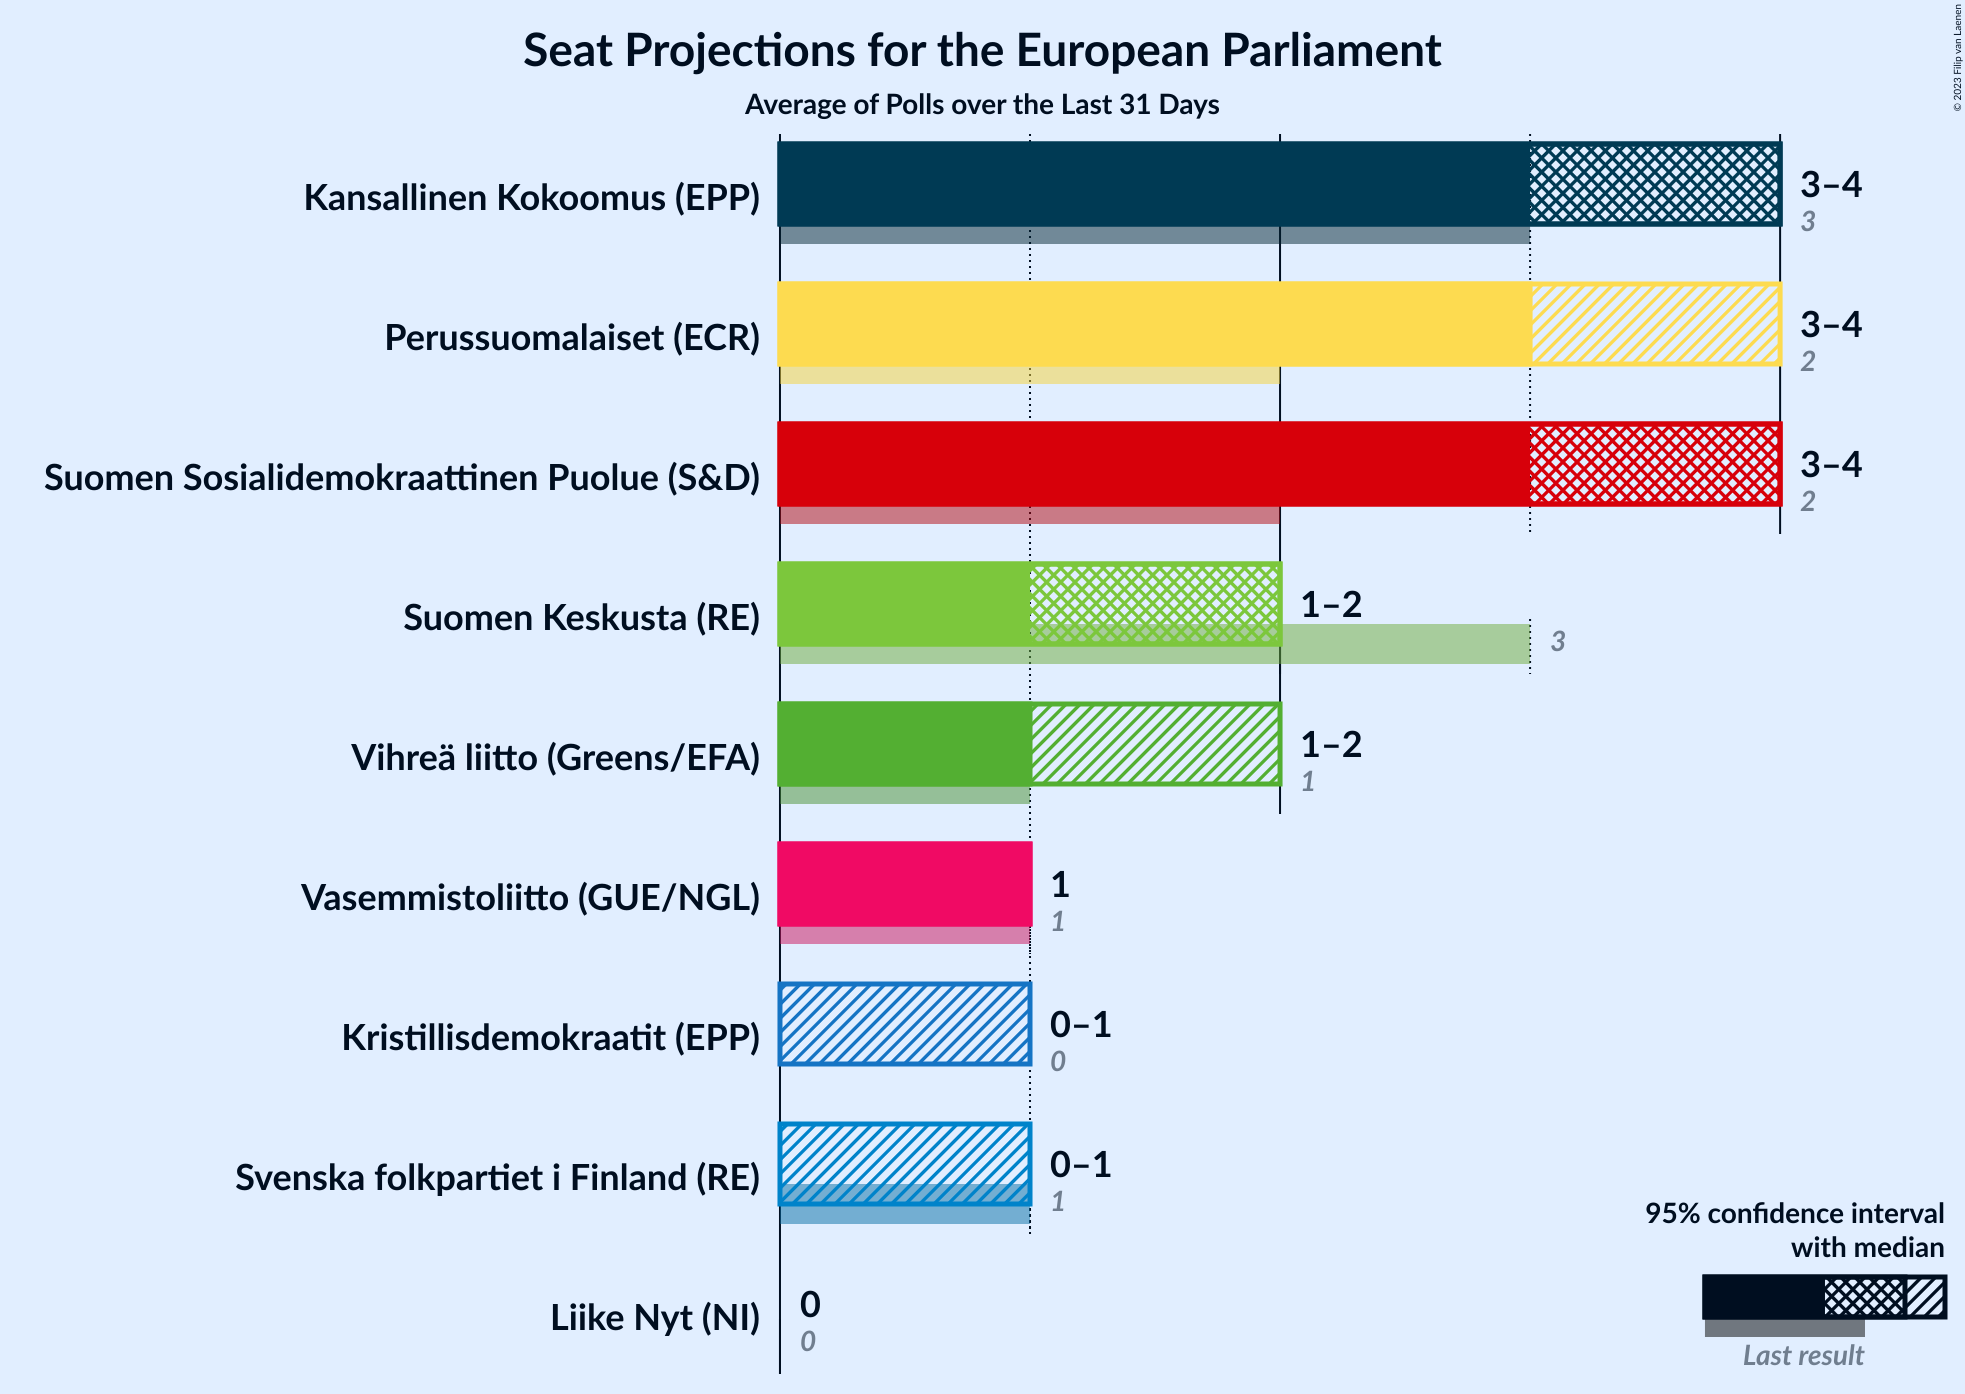 Seat Projections for the European Parliament
Average of Polls over the Last 31 Days
© 2023 Filip van Laenen
Kansallinen Kokoomus (EPP)
3–4
3
Perussuomalaiset (ECR)
3–4
2
Suomen Sosialidemokraattinen Puolue (S&D)
3–4
2
Suomen Keskusta (RE)
1–2
3
Vihreä liitto (Greens/EFA)
1–2
1
Vasemmistoliitto (GUE/NGL)
1
1
Kristillisdemokraatit (EPP)
0–1
0
Svenska folkpartiet i Finland (RE)
0–1
1
Liike Nyt (NI)
0
0
95% confidence interval
with median
Last result